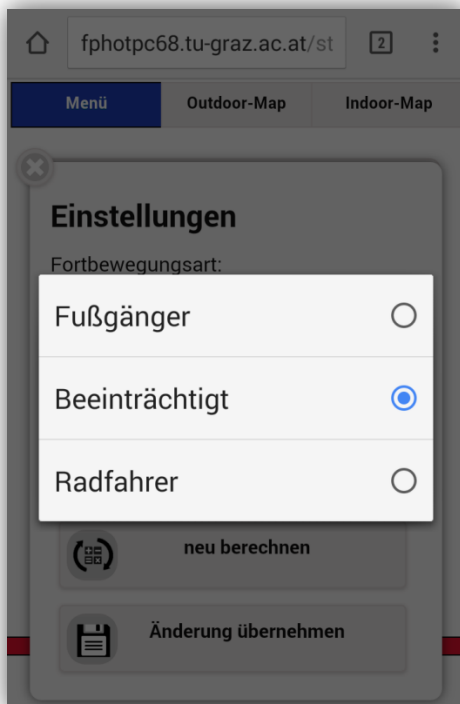 fphotpc68.tu-graz.ac.at/st
2
Menü Outdoor-Map Indoor-Map
Einstellungen
Fortbewegungsart:
Fußgänger
Beeinträchtigt
Radfahrer
neu berechnen
Änderung übernehmen